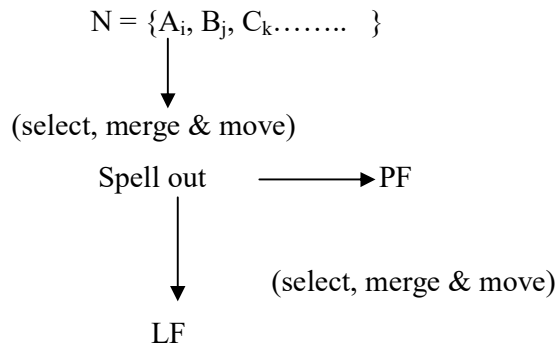 N = {Aᵢ, Bⱼ, Cₖ........ }
(select, merge & move)
Spell out PF
(select, merge & move)
LF